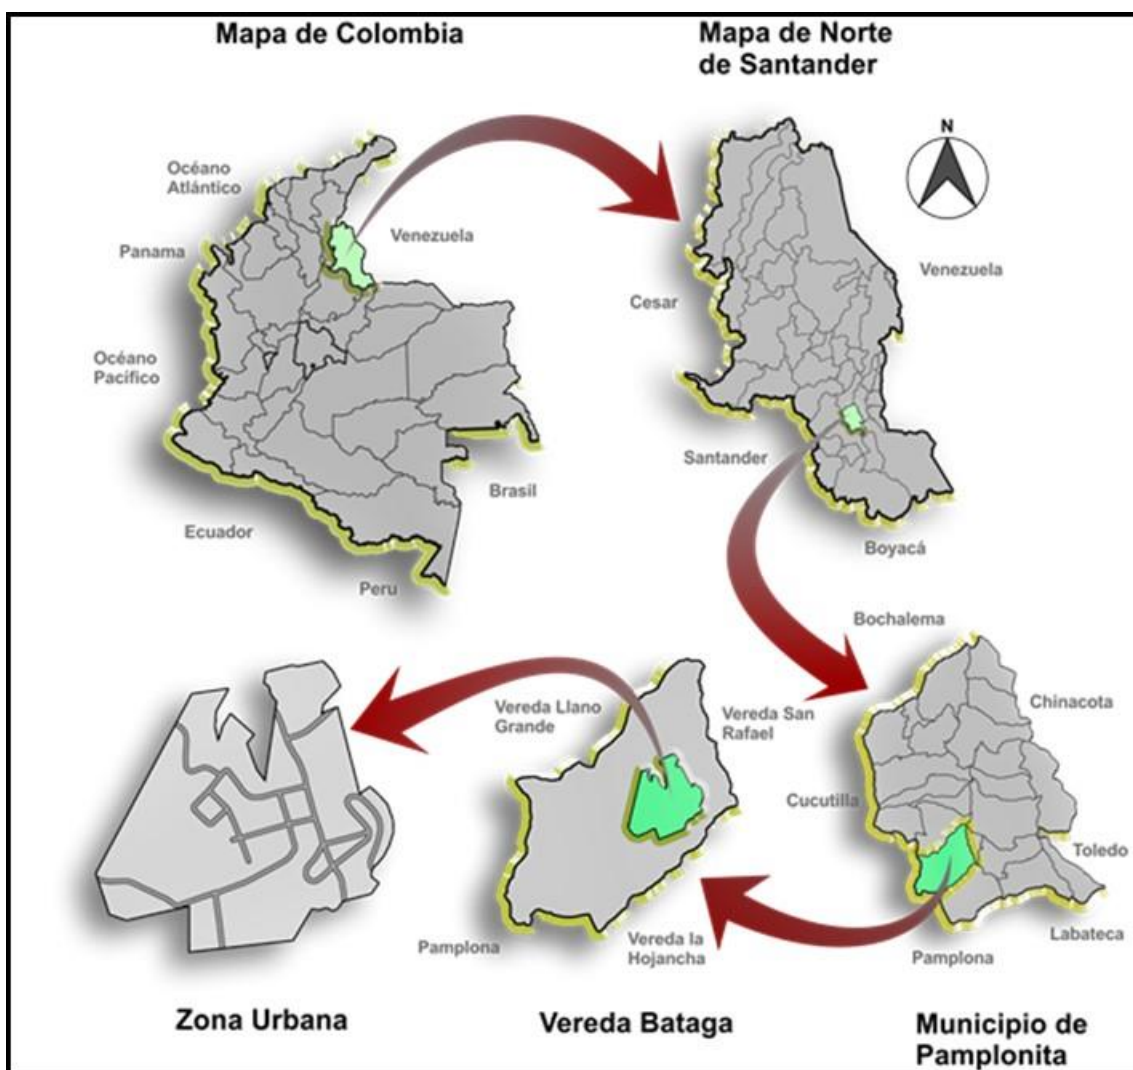 Mapa de Colombia
Mapa de Norte
de Santander
N
Océano
Atlántico
Panama
Venezuela
Océano
Pacífico
Brasil
Ecuador
Peru
Cesar
Venezuela
Santander
Boyacá
Bochalema
Chinacota
Cucutilla
Toledo
Labateca
Pamplona
Vereda Llano
Grande
Vereda San
Rafael
Pamplona
Vereda la
Hojancha
Zona Urbana
Vereda Bataga
Municipio de
Pamplonita